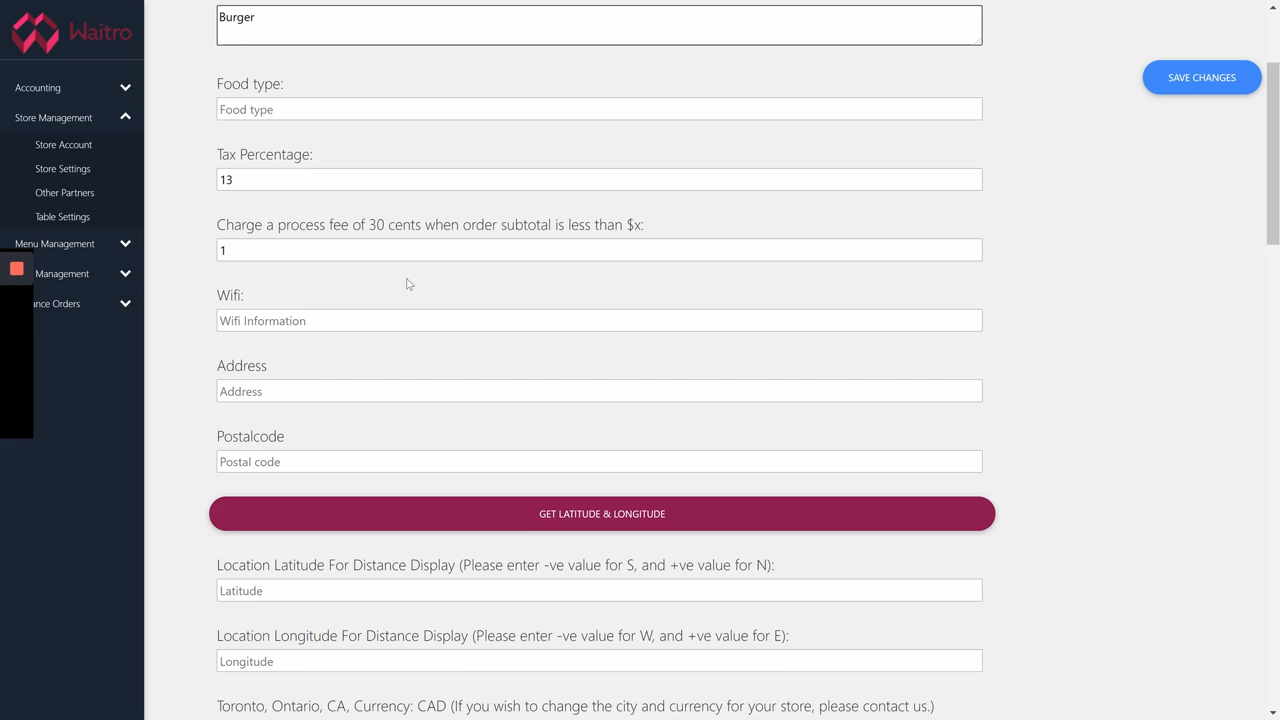 Waitro
Accounting
Store Management
Store Account
Store Settings
Other Partners
Table Settings
Menu Management
Management
ance Orders
Burger
SAVE CHANGES
Food type:
Food type
Tax Percentage:
13
Charge a process fee of 30 cents when order subtotal is less than $x:
1
Wifi:
Wifi Information
Address
Address
Postalcode
Postal code
GET LATITUDE & LONGITUDE
Location Latitude For Distance Display (Please enter -ve value for S, and +ve value for N):
Latitude
Location Longitude For Distance Display (Please enter -ve value for W, and +ve value for E):
Longitude
Toronto, Ontario, CA, Currency: CAD (If you wish to change the city and currency for your store, please contact us.)